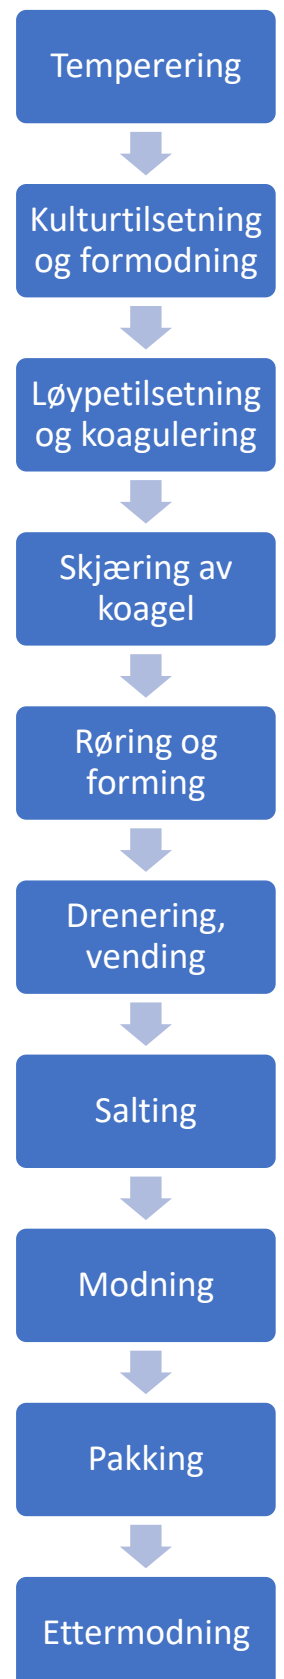 Temperering
Kulturtilsetning
og formodning
Løypetilsetning
og koagulering
Skjæring av
koagel
Røring og
forming
Drenering,
vending
Salting
Modning
Pakking
Ettermodning